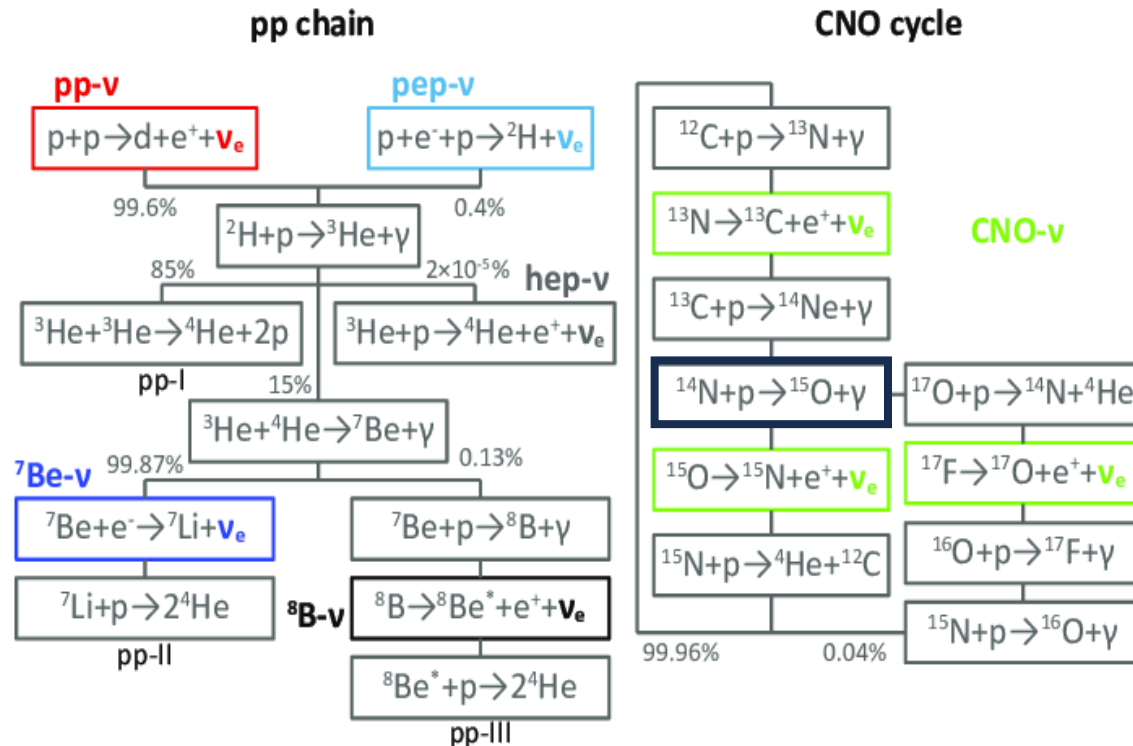 pp chain
pp-ν
p+p→d+e⁺+νₑ
pep-ν
p+e⁻+p→²H+νₑ
99.6%
0.4%
²H+p→³He+γ
85%
2×10⁻⁵%
hep-ν
³He+³He→⁴He+2p
pp-I
³He+p→⁴He+e⁺+νₑ
15%
³He+⁴He→⁷Be+γ
99.87%
0.13%
⁷Be-ν
⁷Be+e⁻→⁷Li+νₑ
⁷Li+p→2⁴He
pp-II
⁷Be+p→⁸B+γ
⁸B-ν
⁸B→⁸Be*+e⁺+νₑ
⁸Be*+p→2⁴He
pp-III
CNO cycle
¹²C+p→¹³N+γ
¹³N→¹³C+e⁺+νₑ
CNO-ν
¹³C+p→¹⁴Ne+γ
¹⁴N+p→¹⁵O+γ
¹⁵O→¹⁵N+e⁺+νₑ
¹⁵N+p→⁴He+¹²C
¹⁷O+p→¹⁴N+⁴He
¹⁷F→¹⁷O+e⁺+νₑ
¹⁶O+p→¹⁷F+γ
¹⁵N+p→¹⁶O+γ
99.96%
0.04%